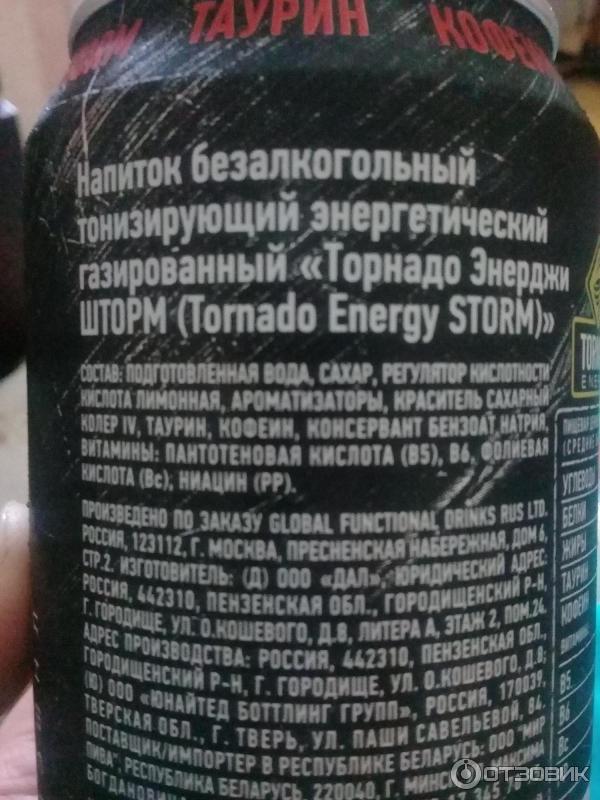 ТАУРИН
Напиток безалкогольный
тонизирующий энергетический
газированный «Торнадо Энерджи
ШТОРМ (Tornado Energy STORM)»
СОСТАВ: ПОДГОТОВЛЕННАЯ ВОДА, САХАР, РЕГУЛЯТОР КИСЛОТНОСТИ
КИСЛОТА ЛИМОННАЯ, АРОМАТИЗАТОРЫ, КРАСИТЕЛЬ САХАРНЫЙ
КОЛЕР IV, ТАУРИН, КОФЕИН, КОНСЕРВАНТ БЕНЗОАТ НАТРИЯ,
ВИТАМИНЫ: ПАНТОТЕНОВАЯ КИСЛОТА (B5), B6, ФОЛИЕВАЯ
КИСЛОТА (Bc), НИАЦИН (PP).
ПРОИЗВЕДЕНО ПО ЗАКАЗУ GLOBAL FUNCTIONAL DRINKS RUS LTD.
РОССИЯ, 123112, Г. МОСКВА, ПРЕСНЕНСКАЯ НАБЕРЕЖНАЯ, ДОМ 6,
СТР.2. ИЗГОТОВИТЕЛЬ: (Д) ООО «ДАЛ», ЮРИДИЧЕСКИЙ АДРЕС:
РОССИЯ, 442310, ПЕНЗЕНСКАЯ ОБЛ., ГОРОДИЩЕНСКИЙ Р-Н,
Г. ГОРОДИЩЕ, УЛ. О.КОШЕВОГО, Д.8, ЛИТЕРА А, ЭТАЖ 2, ПОМ.24.
АДРЕС ПРОИЗВОДСТВА: РОССИЯ, 442310, ПЕНЗЕНСКАЯ ОБЛ.,
ГОРОДИЩЕНСКИЙ Р-Н, Г. ГОРОДИЩЕ, УЛ. О.КОШЕВОГО, Д.8;
(Ю) ООО «ЮНАЙТЕД БОТТЛИНГ ГРУПП», РОССИЯ, 170039,
ТВЕРСКАЯ ОБЛ., Г. ТВЕРЬ, УЛ. ПАШИ САВЕЛЬЕВОЙ, 84.
ПОСТАВЩИК/ИМПОРТЕР В РЕСПУБЛИКЕ БЕЛАРУСЬ: ООО "МИР
ПИВА", РЕСПУБЛИКА БЕЛАРУСЬ, 220040, Г. МИНСК,
УГЛЕВОДЫ
БЕЛКИ
ЖИРЫ
ТАУРИН
КОФЕИН
B5
B6
Bc
ОТЗОВИК